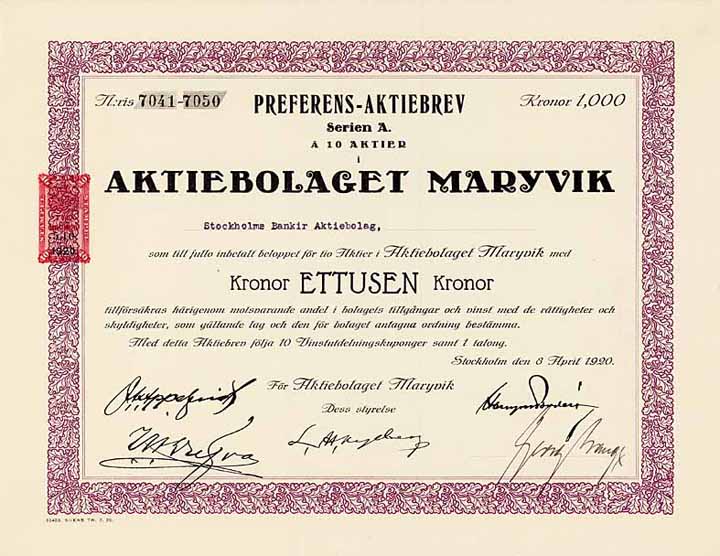 N:ris 7041-7050
PREFERENS-AKTIEBREV
Kronor 1,000
Serien A.
A 10 AKTIER
i
AKTIEBOLAGET MARYVIK
Stockholms Bankir Aktiebolag,
som till fullo inbetalt beloppet för tio Aktier i Aktiebolaget Maryvik med
Kronor ETTUSEN Kronor
tillförsäkras härigenom motsvarande andel i bolagets tillgångar och vinst med de rättigheter och
skyldigheter, som gällande lag och den för bolaget antagna ordning bestämma.
Med detta Aktiebrev följa 10 Vinstutdelningskuponger samt 1 talong.
Stockholm den 8 April 1920.
För Aktiebolaget Maryvik
Dess styrelse
1920